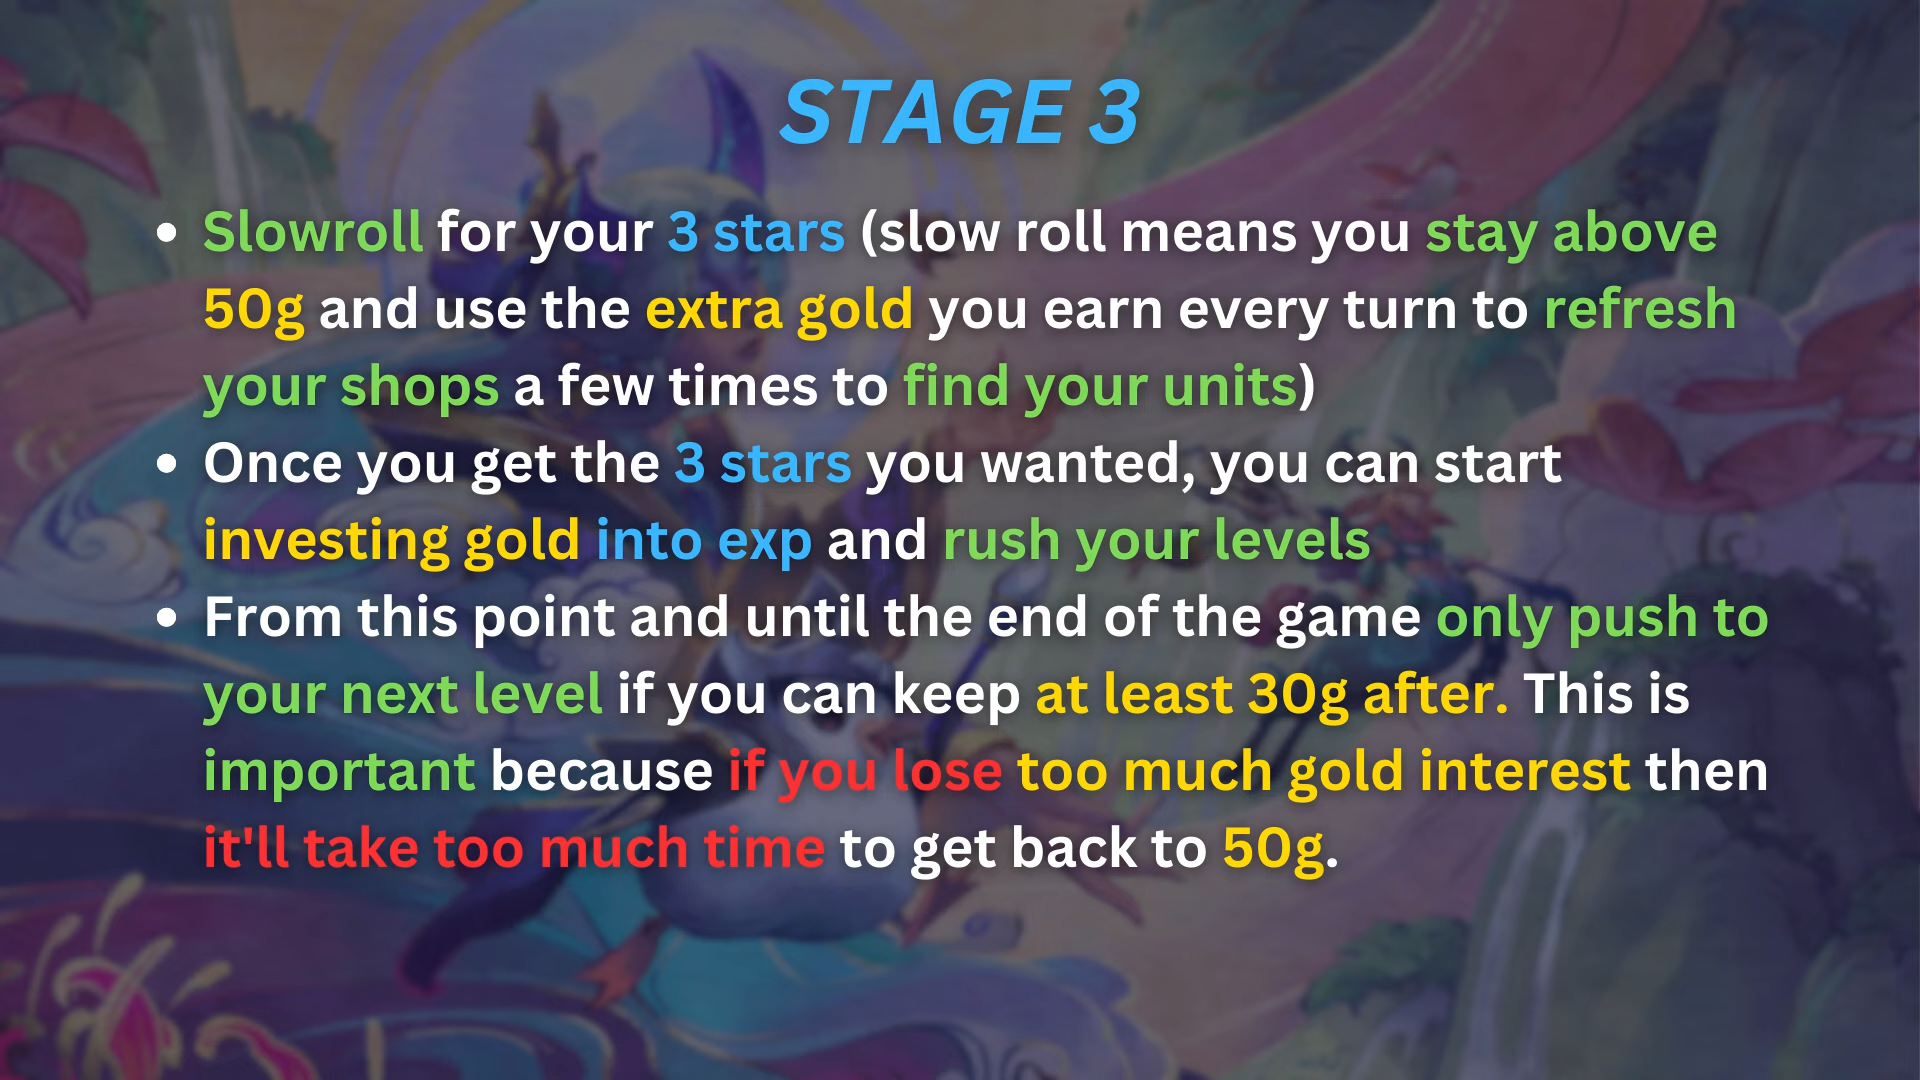 STAGE 3
• Slowroll for your 3 stars (slow roll means you stay above
50g and use the extra gold you earn every turn to refresh
your shops a few times to find your units)
• Once you get the 3 stars you wanted, you can start
investing gold into exp and rush your levels
• From this point and until the end of the game only push to
your next level if you can keep at least 30g after. This is
important because if you lose too much gold interest then
it'll take too much time to get back to 50g.